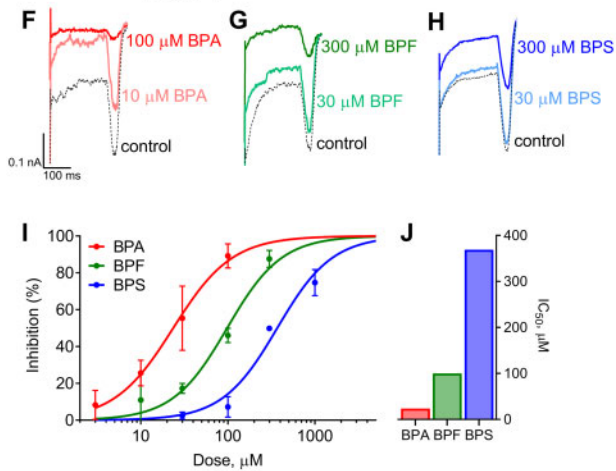 F
100 μM BPA
10 μM BPA
control
0.1 nA
100 ms
G
300 μM BPF
30 μM BPF
control
H
300 μM BPS
30 μM BPS
control
I
BPA
BPF
BPS
Inhibition (%)
100
80
60
40
20
0
10
100
1000
Dose, μM
J
400
300
200
100
0
IC50, μM
BPA BPF BPS